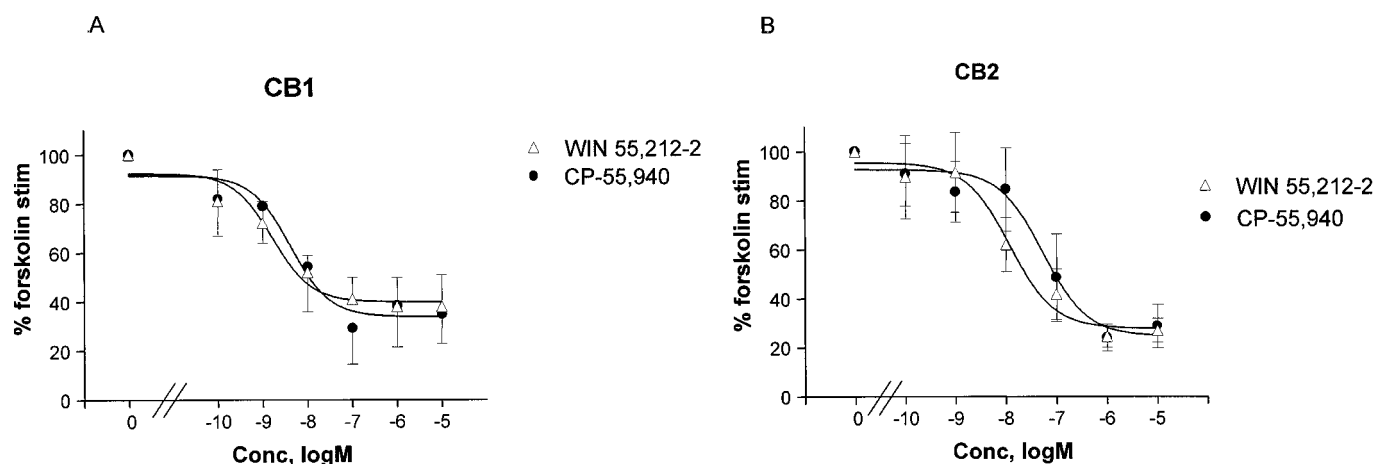 A
CB1
% forskolin stim
100
80
60
40
20
0
0 -10 -9 -8 -7 -6 -5
Conc, logM
WIN 55,212-2
CP-55,940
B
CB2
% forskolin stim
100
80
60
40
20
0
0 -10 -9 -8 -7 -6 -5
Conc, logM
WIN 55,212-2
CP-55,940